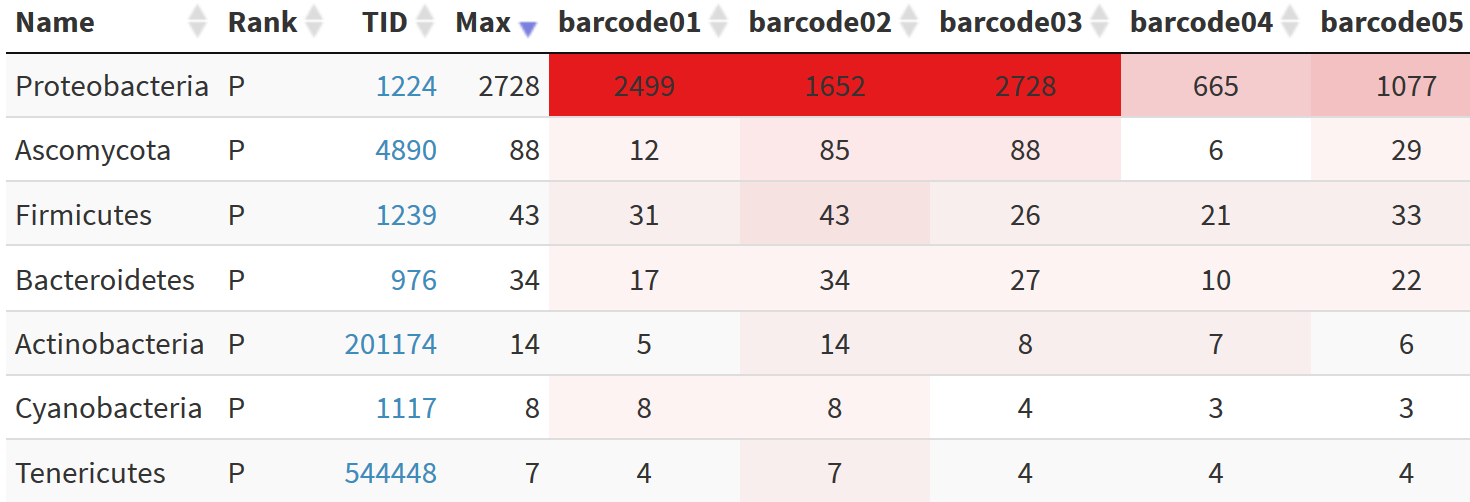 Name Rank TID Max barcode01 barcode02 barcode03 barcode04 barcode05
Proteobacteria P 1224 2728 2499 1652 2728 665 1077
Ascomycota P 4890 88 12 85 88 6 29
Firmicutes P 1239 43 31 43 26 21 33
Bacteroidetes P 976 34 17 34 27 10 22
Actinobacteria P 201174 14 5 14 8 7 6
Cyanobacteria P 1117 8 8 8 4 3 3
Tenericutes P 544448 7 4 7 4 4 4